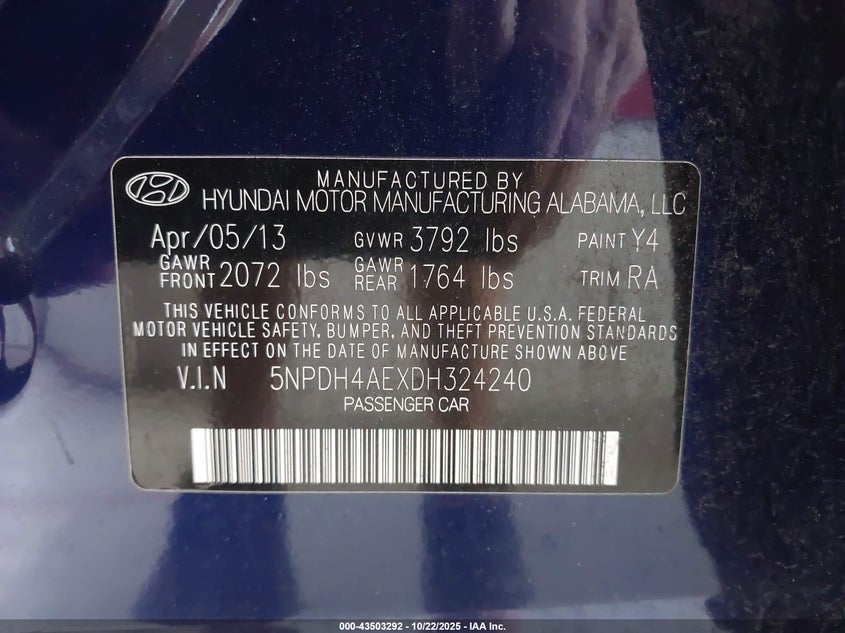 MANUFACTURED BY
HYUNDAI MOTOR MANUFACTURING ALABAMA, LLC
Apr/05/13 GVWR 3792 lbs PAINT Y4
GAWR FRONT 2072 lbs GAWR REAR 1764 lbs TRIM RA
THIS VEHICLE CONFORMS TO ALL APPLICABLE U.S.A. FEDERAL
MOTOR VEHICLE SAFETY, BUMPER, AND THEFT PREVENTION STANDARDS
IN EFFECT ON THE DATE OF MANUFACTURE SHOWN ABOVE
V.I.N 5NPDH4AEXDH324240
PASSENGER CAR
000-43503292 - 10/22/2025 - IAA Inc.